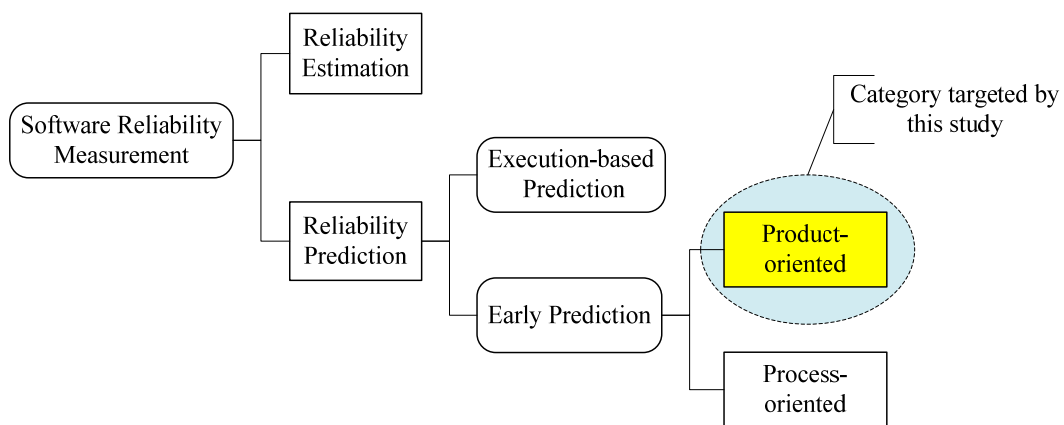 Reliability
Estimation
Software Reliability
Measurement
Reliability
Prediction
Execution-based
Prediction
Early Prediction
Category targeted by
this study
Product-
oriented
Process-
oriented